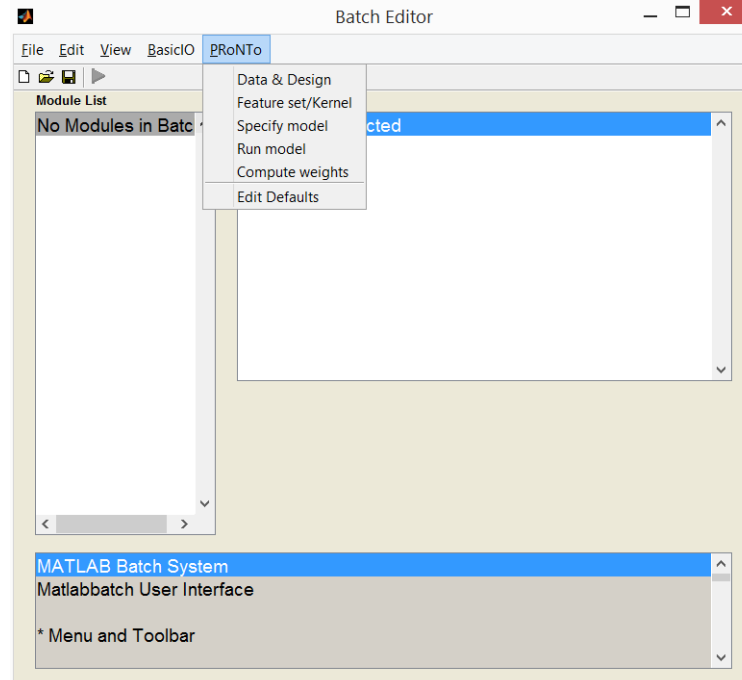 Batch Editor
File Edit View BasicIO PRoNTo
Data & Design
Feature set/Kernel
Specify model
Run model
Compute weights
Edit Defaults
Module List
No Modules in Batc
cted
MATLAB Batch System
Matlabbatch User Interface
* Menu and Toolbar